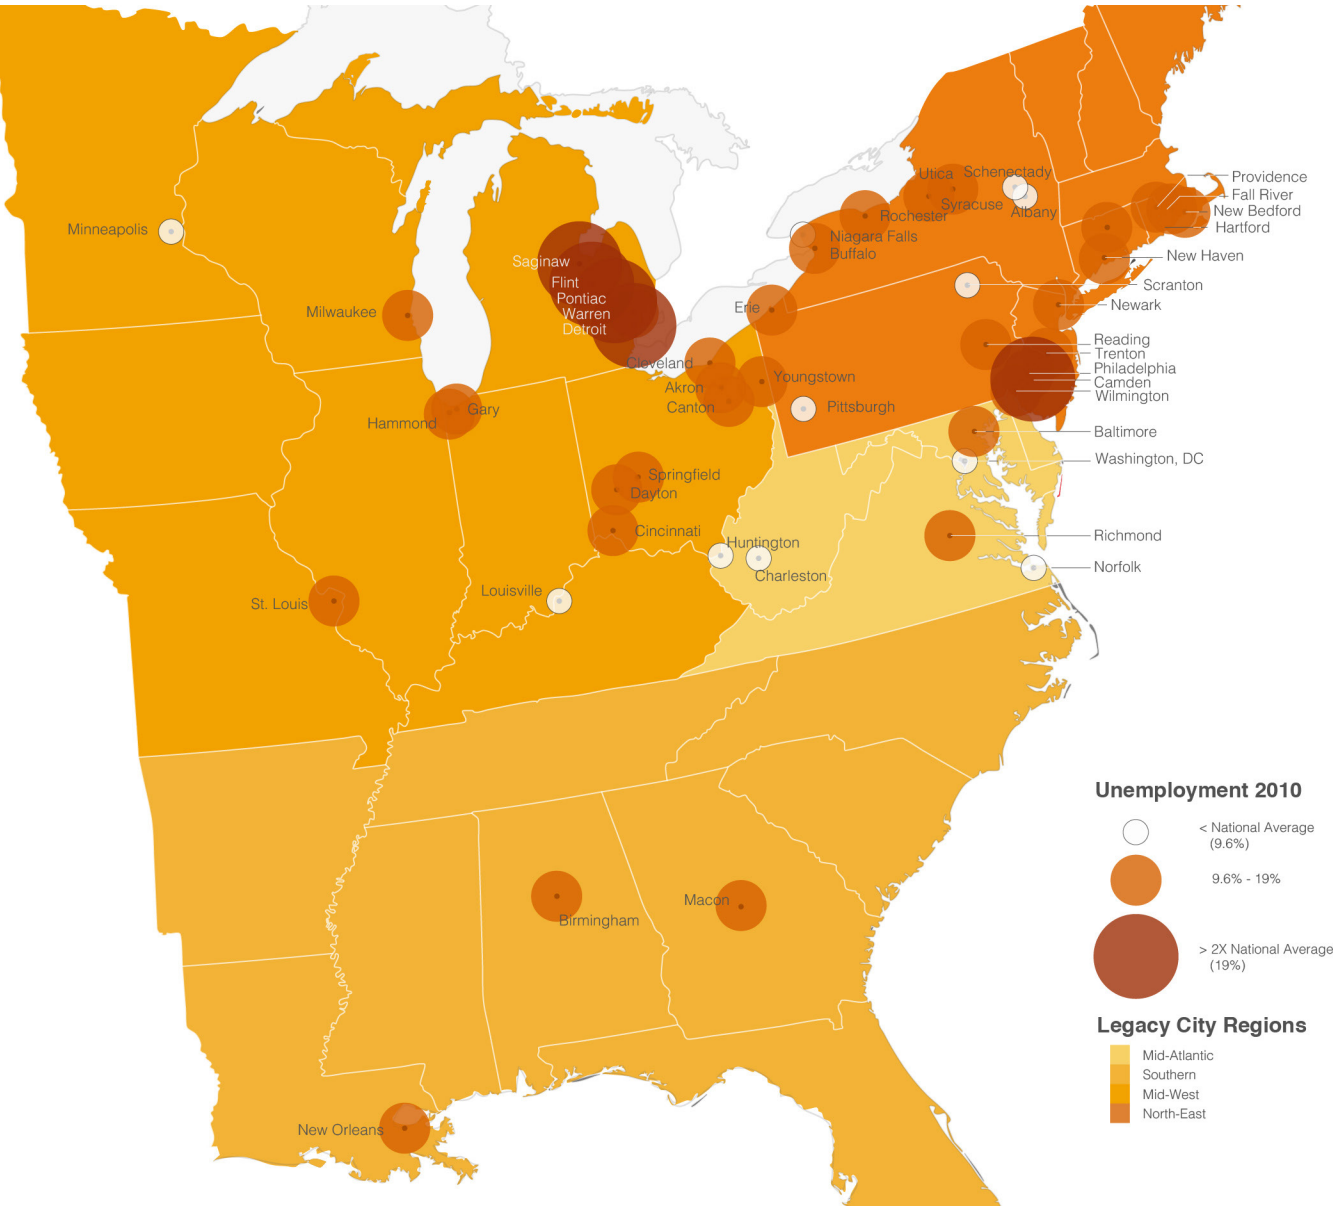 Providence
Utica
Schenectady
Fall River
Syracuse
Albany
New Bedford
Rochester
Hartford
Minneapolis
Niagara Falls
Buffalo
New Haven
Saginaw
Flint
Scranton
Pontiac
Newark
Erie
Milwaukee
Warren
Detroit
Reading
Trenton
Cleveland
Philadelphia
Youngstown
Camden
Akron
Wilmington
Canton
Pittsburgh
Gary
Hammond
Baltimore
Washington, DC
Springfield
Dayton
Cincinnati
Richmond
Huntington
Norfolk
Charleston
Louisville
St. Louis
Unemployment 2010
< National Average
(9.6%)
9.6% - 19%
Macon
Birmingham
> 2X National Average
(19%)
Legacy City Regions
Mid-Atlantic
Southern
Mid-West
North-East
New Orleans